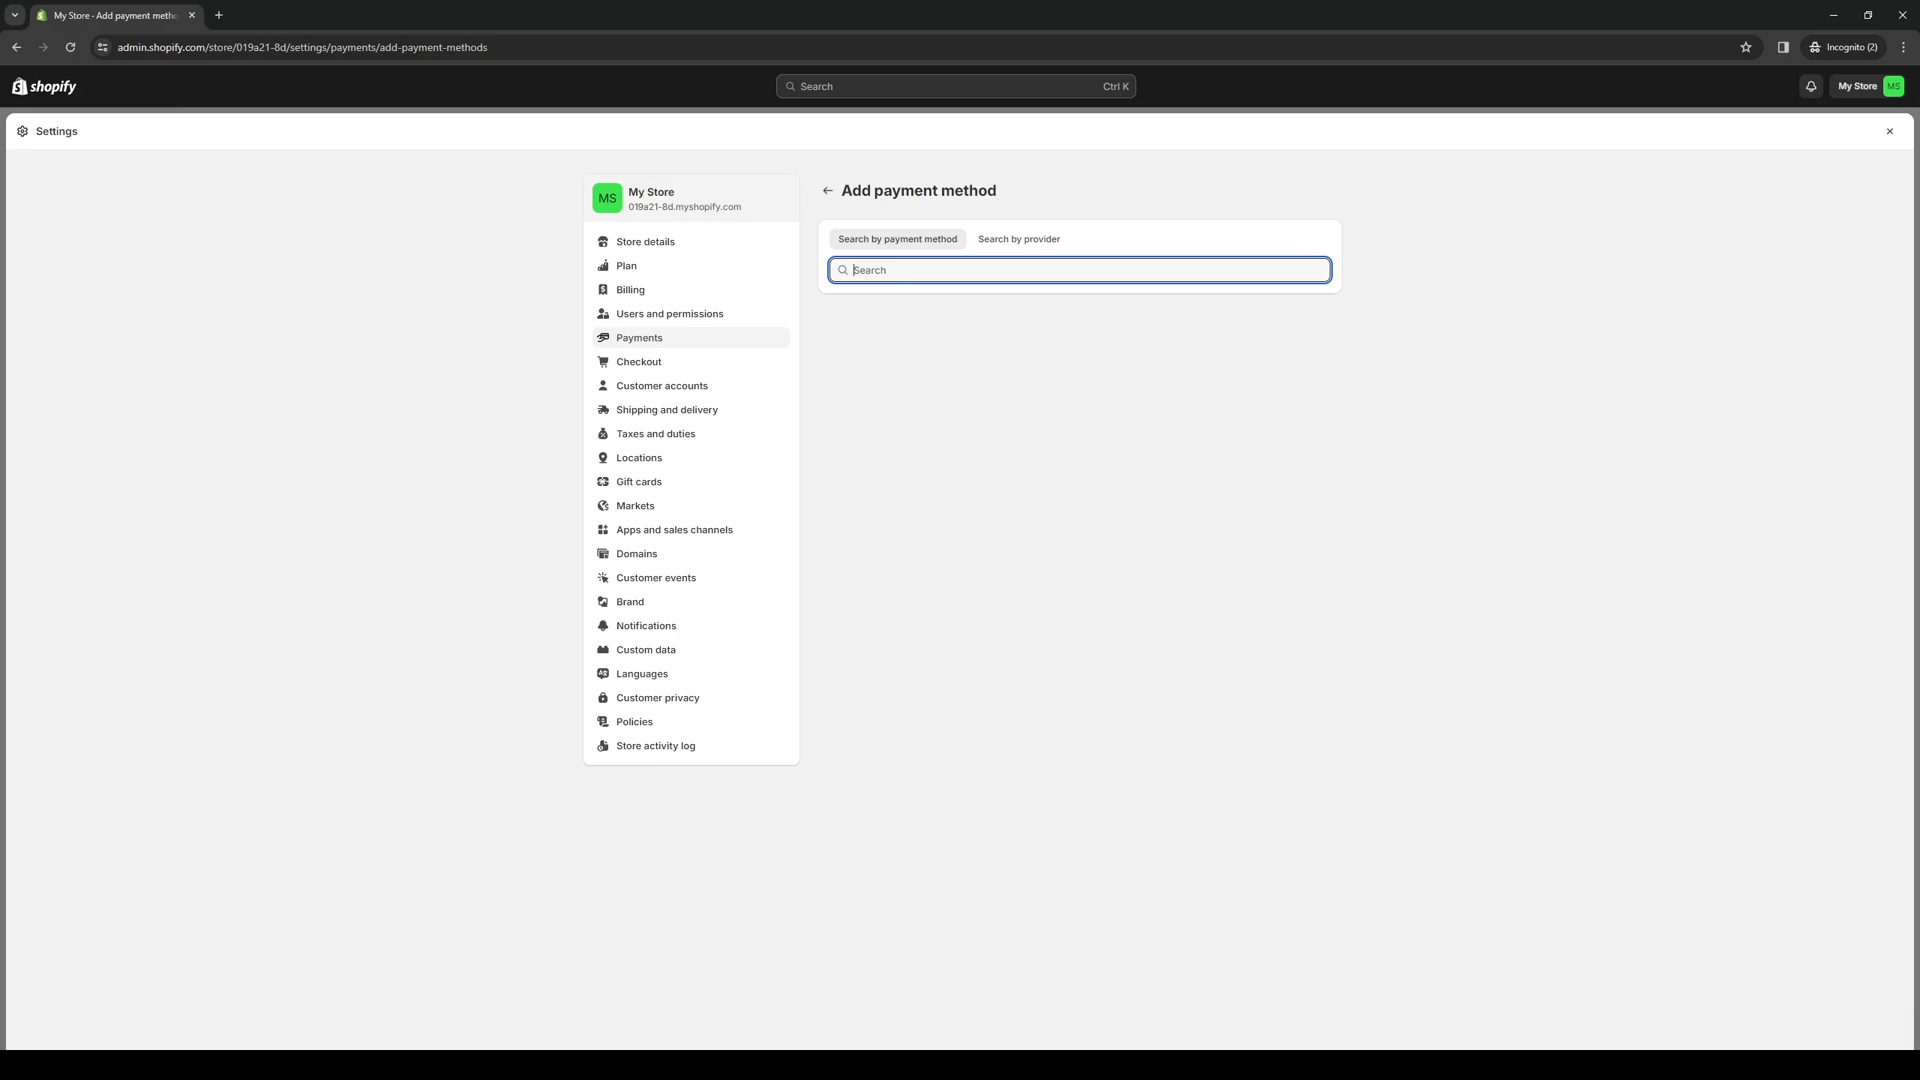 My Store · Add payment metho
admin.shopify.com/store/019a21-8d/settings/payments/add-payment-methods
Incognito (2)
shopify
Search
Ctrl K
My Store
MS
Settings
MS
My Store
019a21-8d.myshopify.com
Store details
Plan
Billing
Users and permissions
Payments
Checkout
Customer accounts
Shipping and delivery
Taxes and duties
Locations
Gift cards
Markets
Apps and sales channels
Domains
Customer events
Brand
Notifications
Custom data
Languages
Customer privacy
Policies
Store activity log
Add payment method
Search by payment method
Search by provider
Search